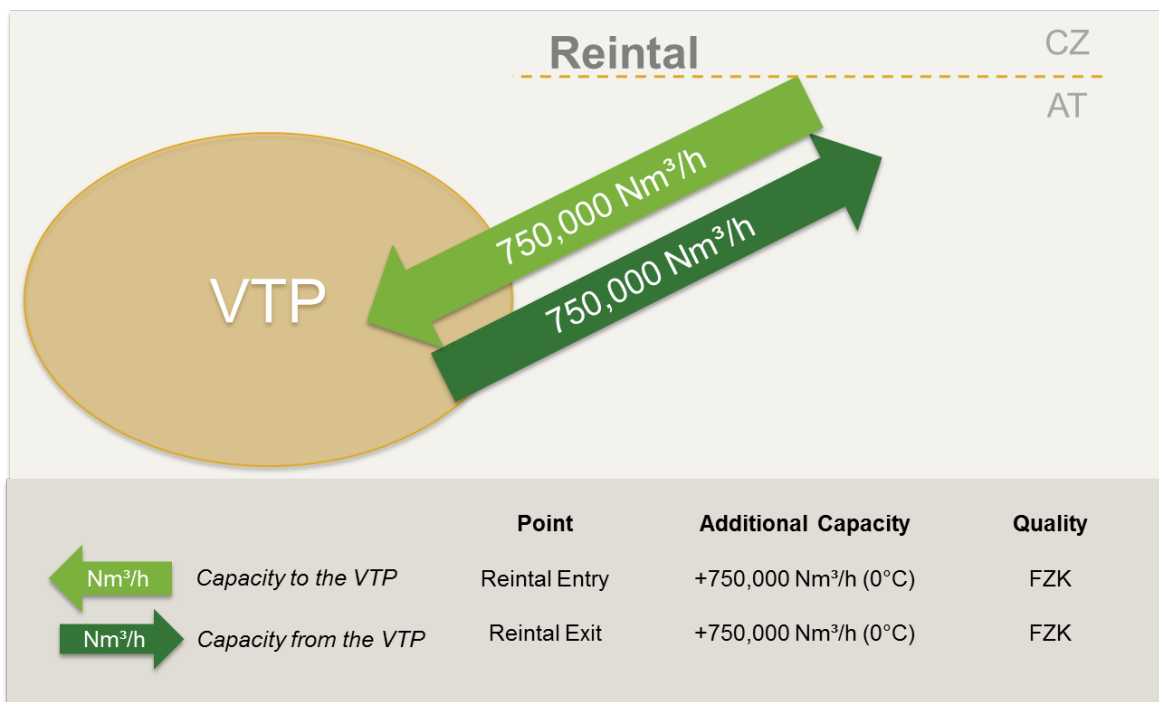 Reintal
CZ
AT
750,000 Nm³/h
750,000 Nm³/h
VTP
Point Additional Capacity Quality
Nm³/h Capacity to the VTP Reintal Entry +750,000 Nm³/h (0°C) FZK
Nm³/h Capacity from the VTP Reintal Exit +750,000 Nm³/h (0°C) FZK